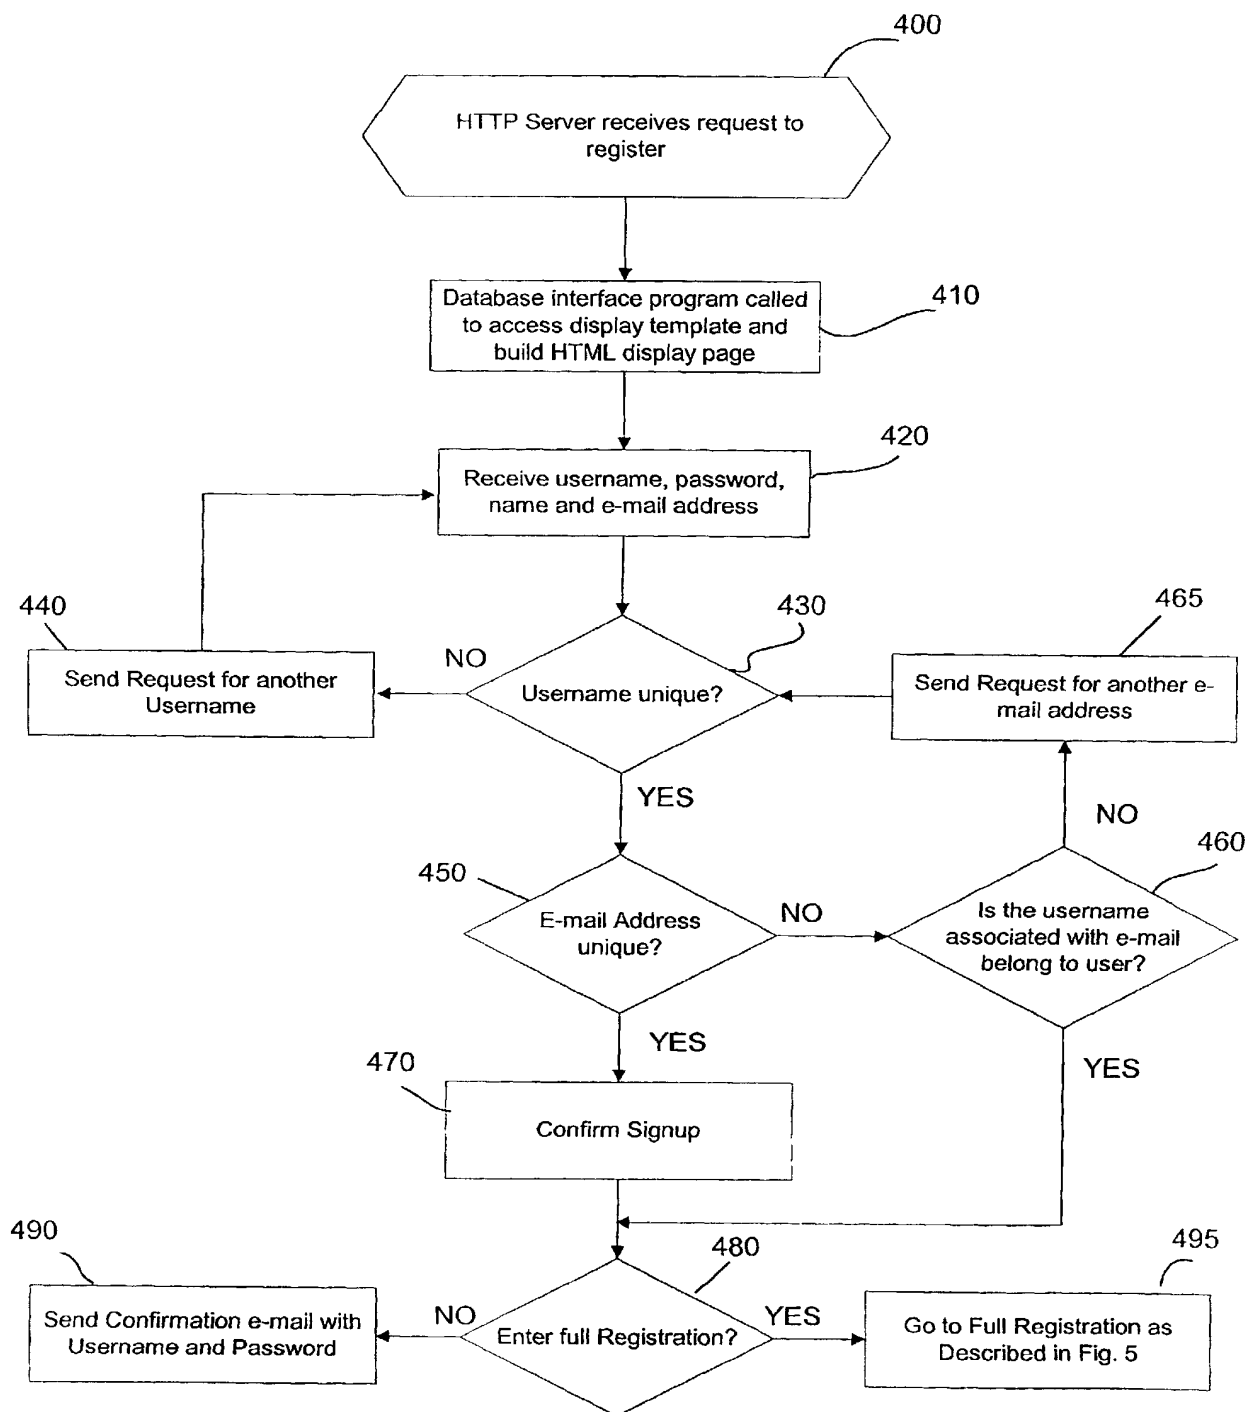 400
HTTP Server receives request to
register
410
Database interface program called
to access display template and
build HTML display page
420
Receive username, password,
name and e-mail address
440
430
465
NO
Send Request for another
Username
Username unique?
Send Request for another e-
mail address
YES
NO
450
460
E-mail Address
unique?
NO
Is the username
associated with e-mail
belong to user?
YES
YES
470
Confirm Signup
490
480
495
NO
YES
Send Confirmation e-mail with
Username and Password
Enter full Registration?
Go to Full Registration as
Described in Fig. 5